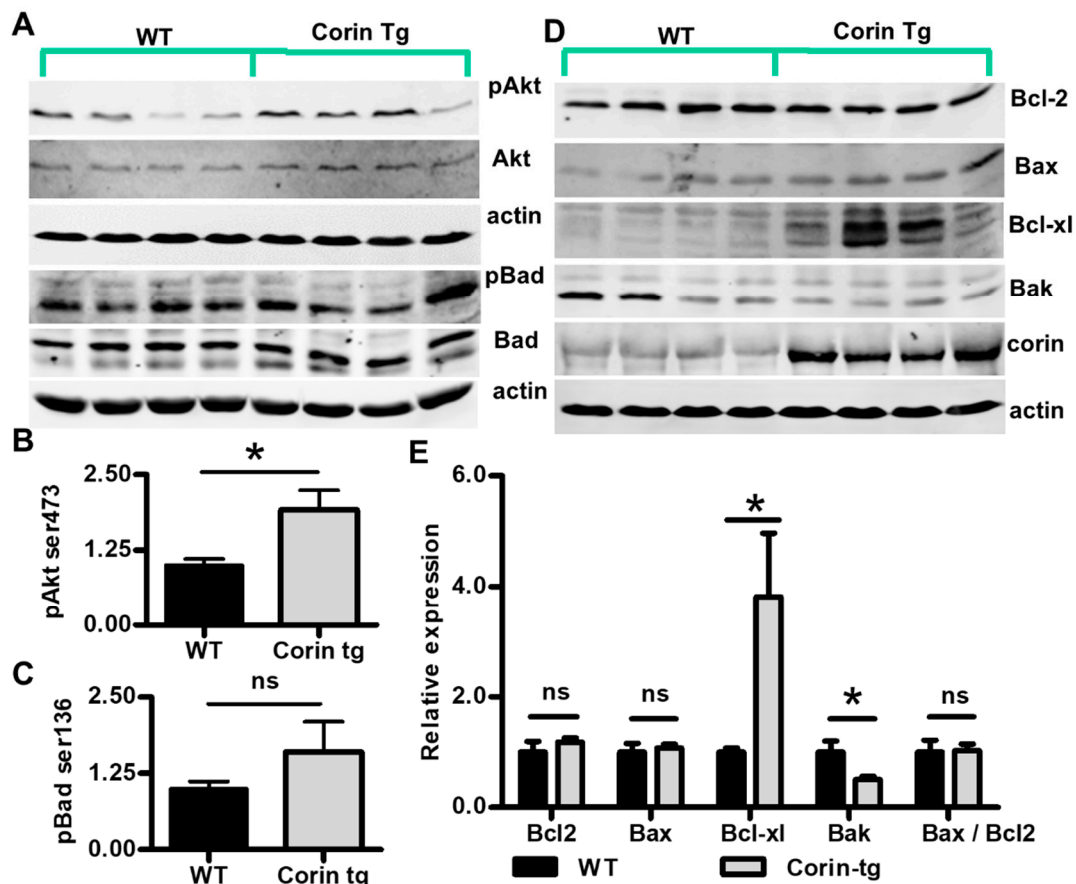 A
WT
Corin Tg
pAkt
Akt
actin
pBad
Bad
actin
D
WT
Corin Tg
Bcl-2
Bax
Bcl-xl
Bak
corin
actin
B
pAkt ser473
2.50
1.25
0.00
*
WT
Corin tg
C
pBad ser136
2.50
1.25
0.00
ns
WT
Corin tg
E
Relative expression
6.0
4.0
2.0
0.0
ns
ns
*
*
ns
Bcl2
Bax
Bcl-xl
Bak
Bax / Bcl2
WT
Corin-tg